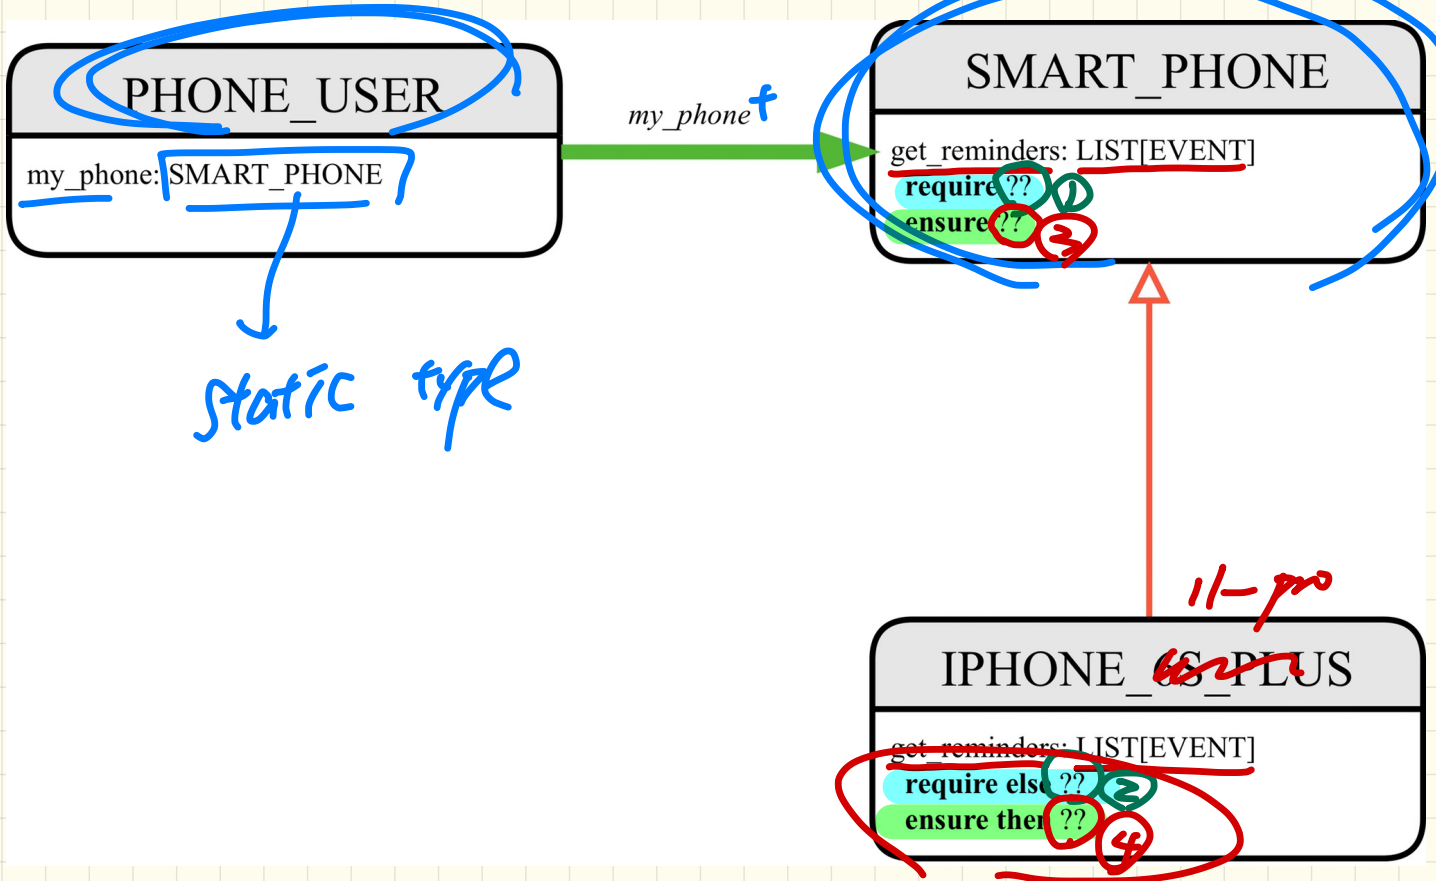 PHONE_USER
my_phone: SMART_PHONE
static type
my_phone +
SMART_PHONE
get_reminders: LIST[EVENT]
require ?? 1
ensure ?? 3
11-pro
IPHONE_6S_PLUS
get_reminders: LIST[EVENT]
require else ?? 2
ensure then ?? 4